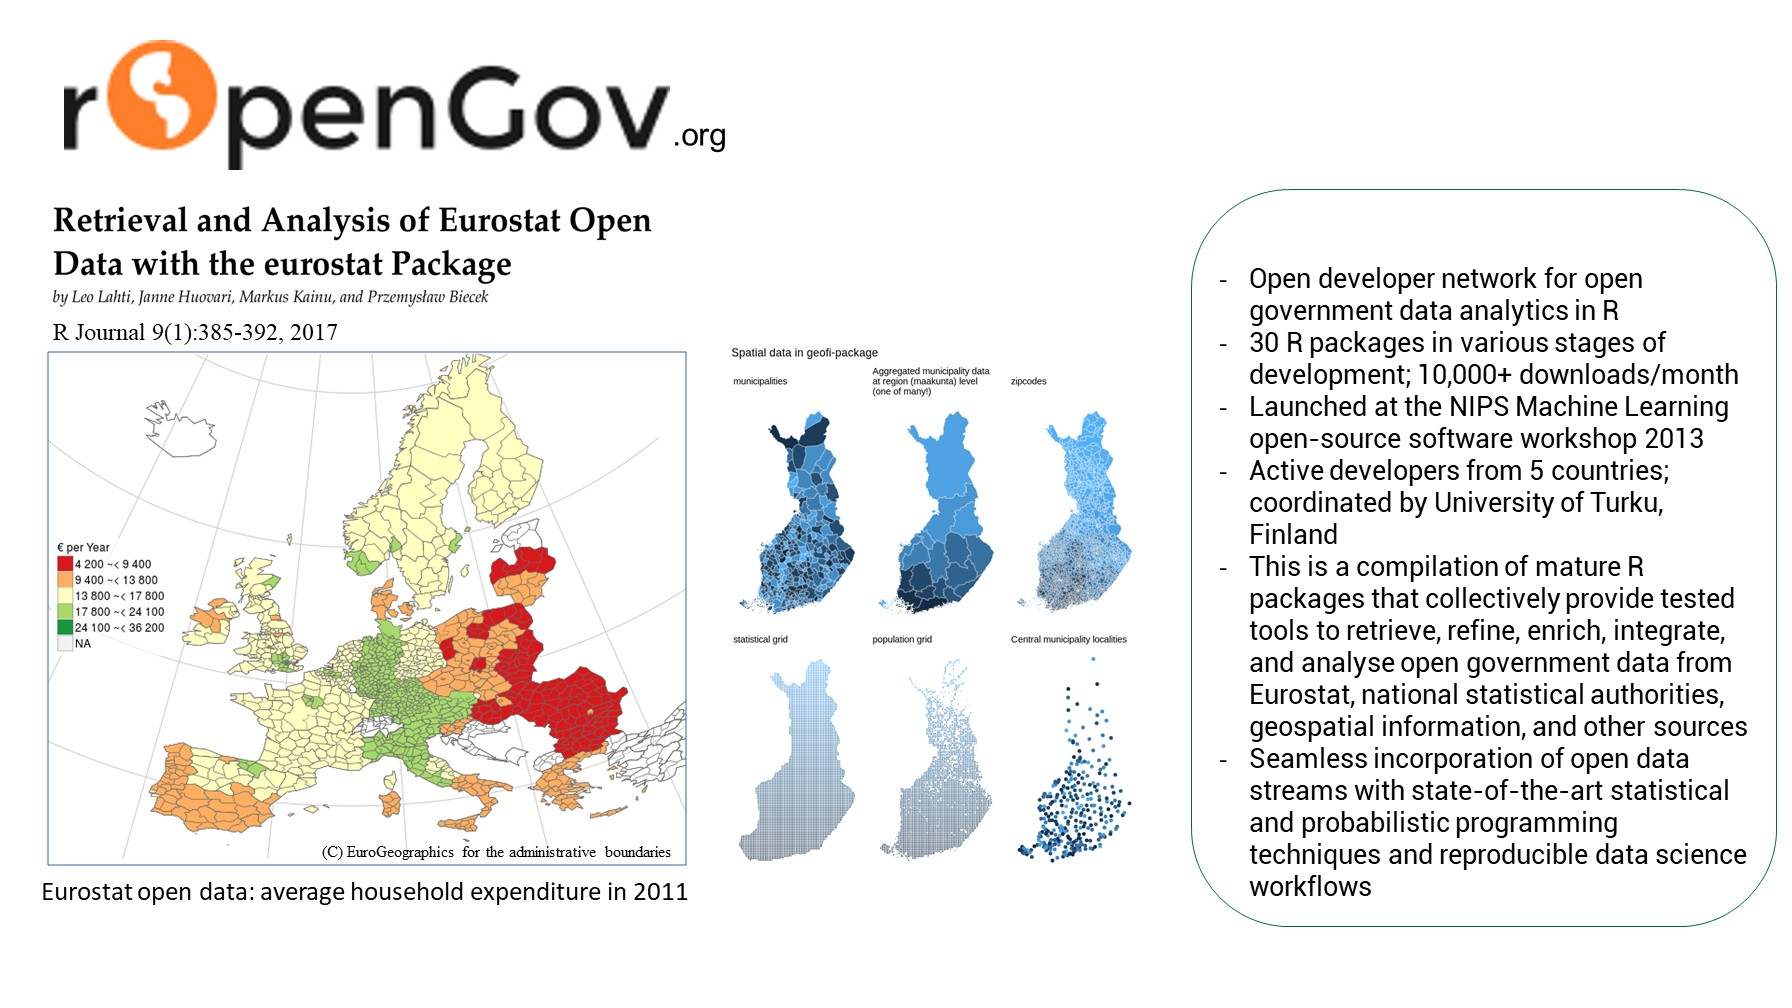 rOpenGov.org
Retrieval and Analysis of Eurostat Open
Data with the eurostat Package
by Leo Lahti, Janne Huovari, Markus Kainu, and Przemysław Biecek
R Journal 9(1):385-392, 2017
€ per Year
4 200 ~< 9 400
9 400 ~< 13 800
13 800 ~< 17 800
17 800 ~< 24 100
24 100 ~< 36 200
NA
(C) EuroGeographics for the administrative boundaries
Eurostat open data: average household expenditure in 2011
Spatial data in geofi-package
municipalities
Aggregated municipality data
at region (maakunta) level
(one of many!)
zipcodes
statistical grid
population grid
Central municipality localities
- Open developer network for open
government data analytics in R
- 30 R packages in various stages of
development; 10,000+ downloads/month
- Launched at the NIPS Machine Learning
open-source software workshop 2013
- Active developers from 5 countries;
coordinated by University of Turku,
Finland
- This is a compilation of mature R
packages that collectively provide tested
tools to retrieve, refine, enrich, integrate,
and analyse open government data from
Eurostat, national statistical authorities,
geospatial information, and other sources
- Seamless incorporation of open data
streams with state-of-the-art statistical
and probabilistic programming
techniques and reproducible data science
workflows